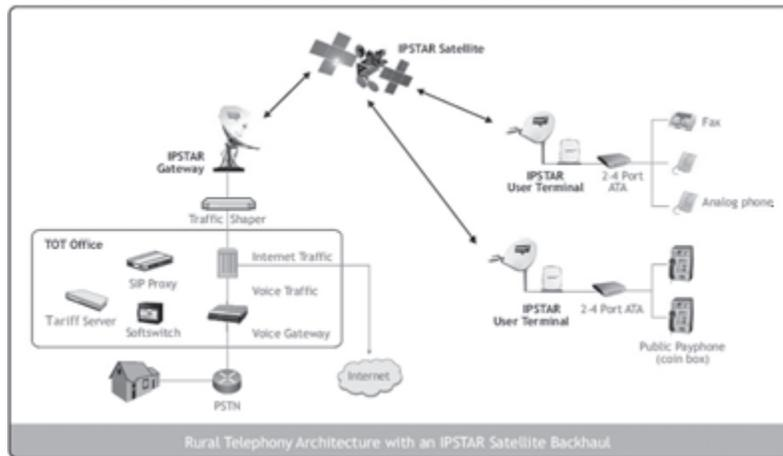 IPSTAR Satellite
IPSTAR
Gateway
Traffic Shaper
TOT Office
SIP Proxy
Tariff Server
Softswitch
Internet Traffic
Voice Traffic
Voice Gateway
PSTN
Internet
IPSTAR
User Terminal
2-4 Port
ATA
Fax
Analog phone
IPSTAR
User Terminal
2-4 Port ATA
Public Payphone
(coin box)
Rural Telephony Architecture with an IPSTAR Satellite Backhaul